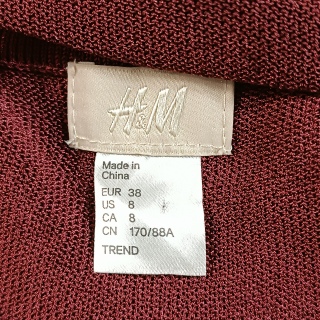 H&M
Made in
China
EUR 38
US 8
CA 8
CN 170/88A
TREND